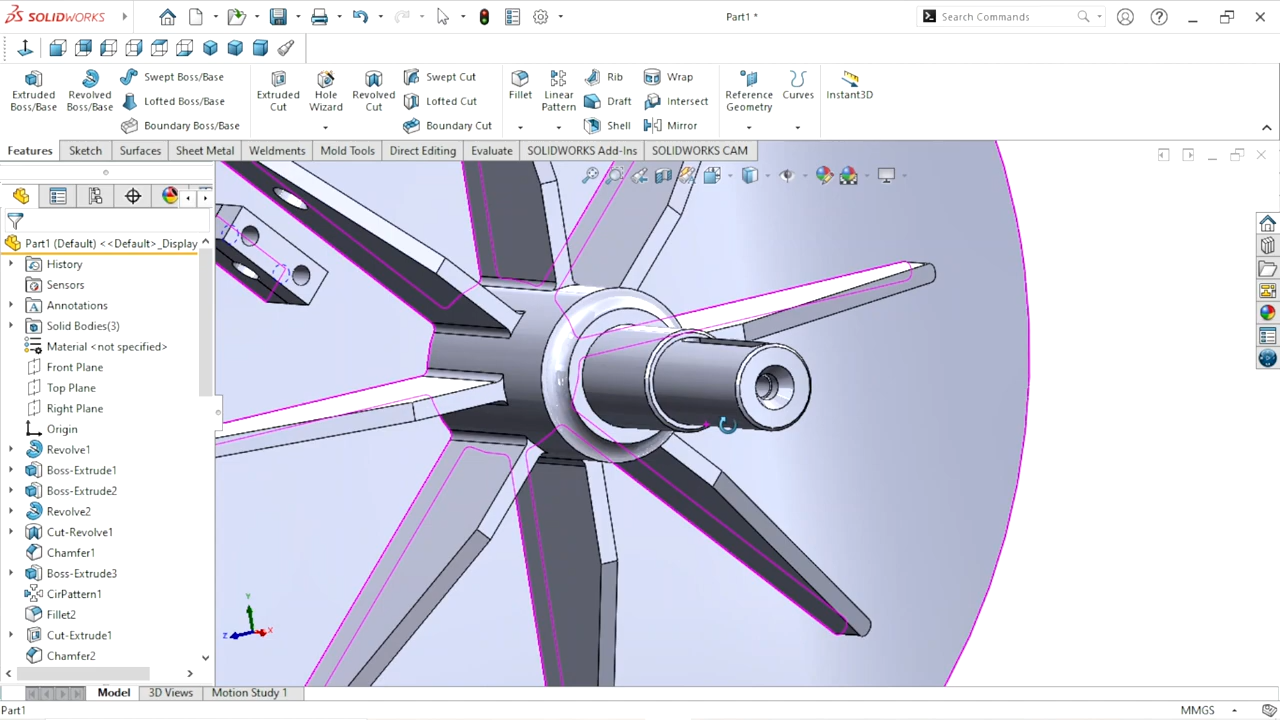 SOLIDWORKS
Part1 *
Search Commands
Extruded Boss/Base
Revolved Boss/Base
Swept Boss/Base
Lofted Boss/Base
Boundary Boss/Base
Extruded Cut
Hole Wizard
Revolved Cut
Swept Cut
Lofted Cut
Boundary Cut
Fillet
Linear Pattern
Rib
Draft
Shell
Wrap
Intersect
Mirror
Reference Geometry
Curves
Instant3D
Features
Sketch
Surfaces
Sheet Metal
Weldments
Mold Tools
Direct Editing
Evaluate
SOLIDWORKS Add-Ins
SOLIDWORKS CAM
Part1 (Default) <<Default>_Display
History
Sensors
Annotations
Solid Bodies(3)
Material <not specified>
Front Plane
Top Plane
Right Plane
Origin
Revolve1
Boss-Extrude1
Boss-Extrude2
Revolve2
Cut-Revolve1
Chamfer1
Boss-Extrude3
CirPattern1
Fillet2
Cut-Extrude1
Chamfer2
Y
Z
X
Model
3D Views
Motion Study 1
Part1
MMGS